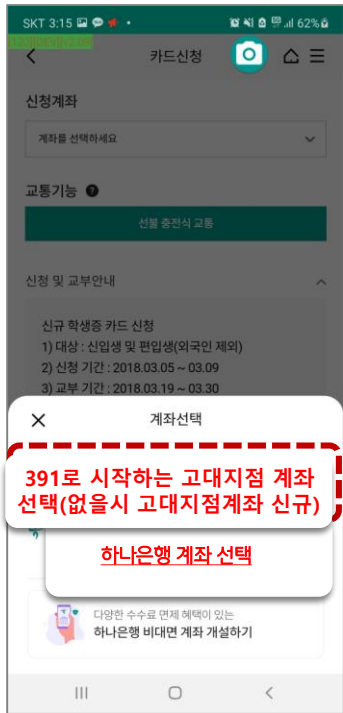 SKT 3:15
62%
카드신청
신청계좌
계좌를 선택하세요
교통기능
선불 충전식 교통
신청 및 교부안내
신규 학생증 카드 신청
1) 대상 : 신입생 및 편입생(외국인 제외)
2) 신청 기간 : 2018.03.05 ~ 03.09
3) 교부 기간 : 2018.03.19 ~ 03.30
계좌선택
391로 시작하는 고대지점 계좌
선택(없을시 고대지점계좌 신규)
하나은행 계좌 선택
다양한 수수료 면제 혜택이 있는
하나은행 비대면 계좌 개설하기